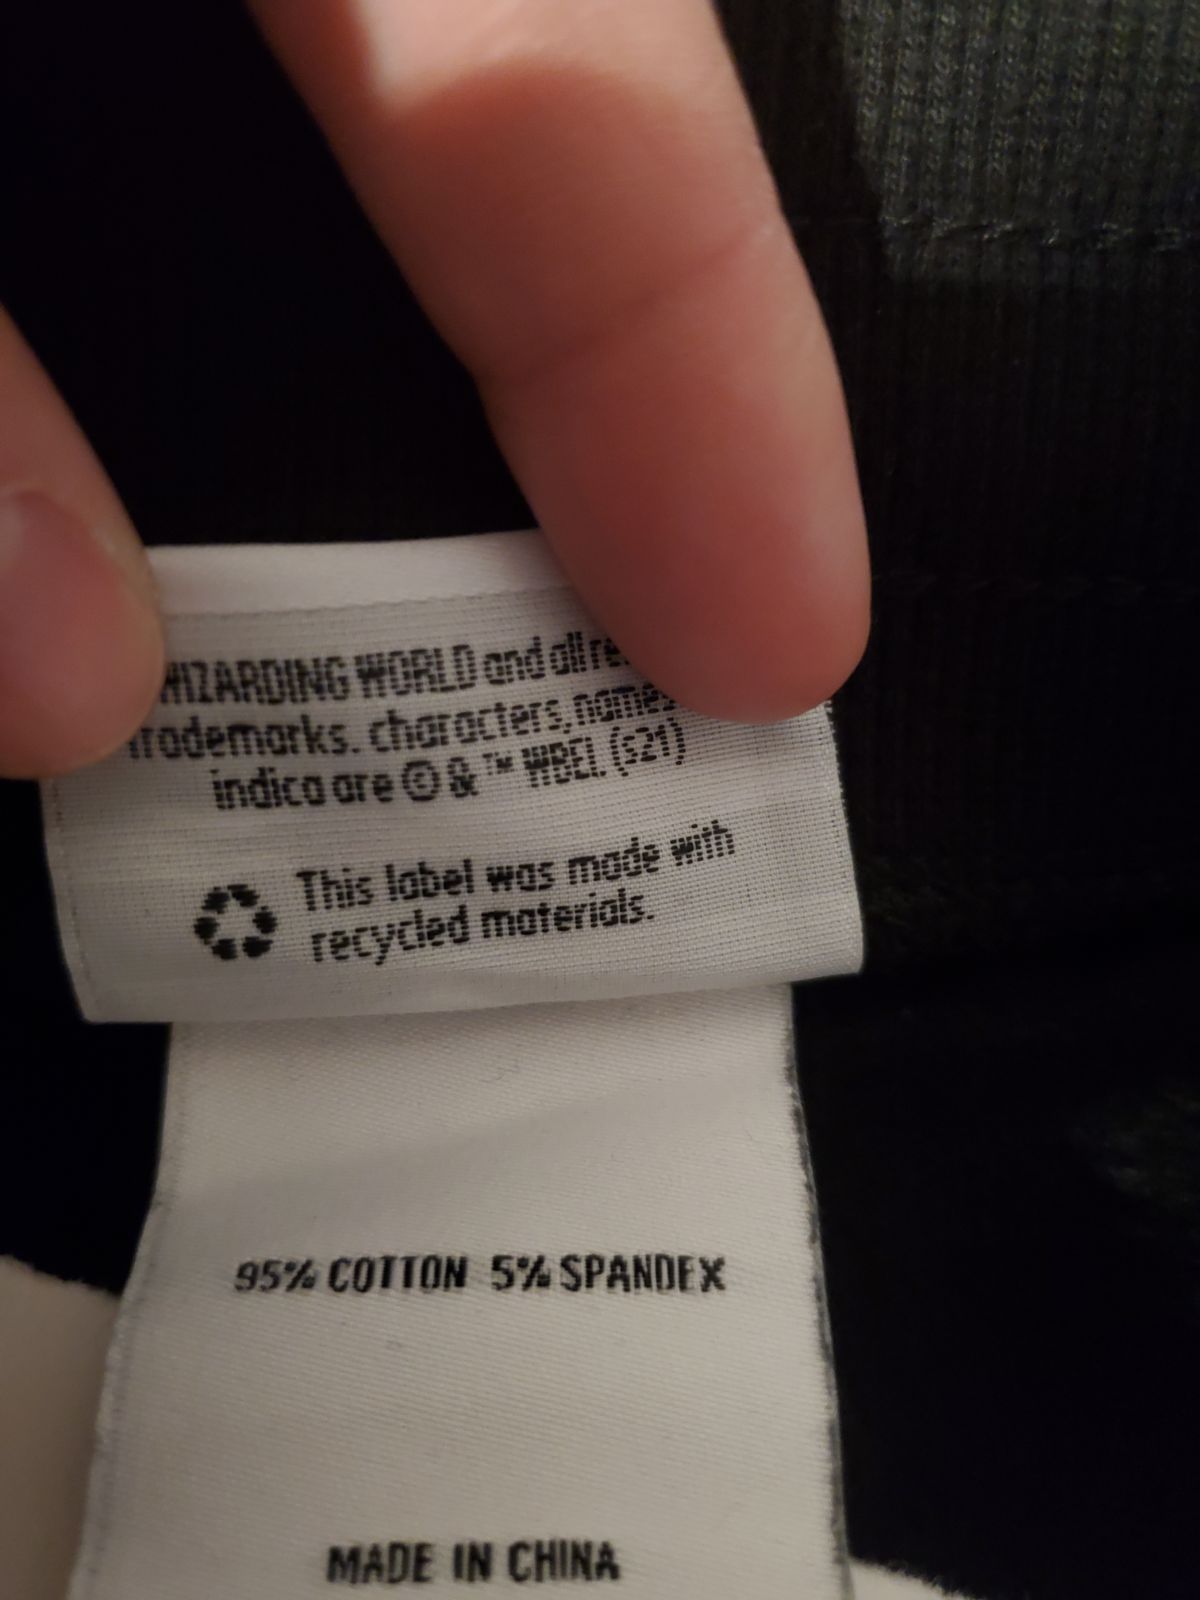 WIZARDING WORLD and all
trademarks, characters, names
indica are © & ™ WBEI. (s21)
This label was made with
recycled materials.
95% COTTON 5% SPANDEX
MADE IN CHINA